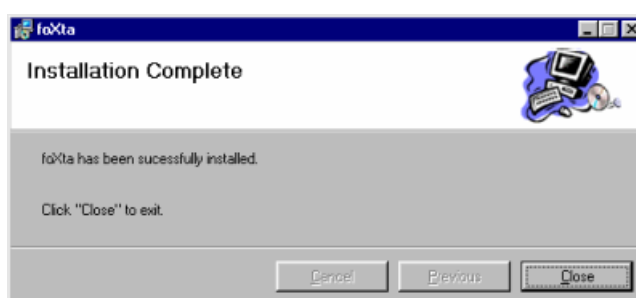 foXta
Installation Complete
foXta has been sucessfully installed.
Click "Close" to exit.
Cancel
Previous
Close